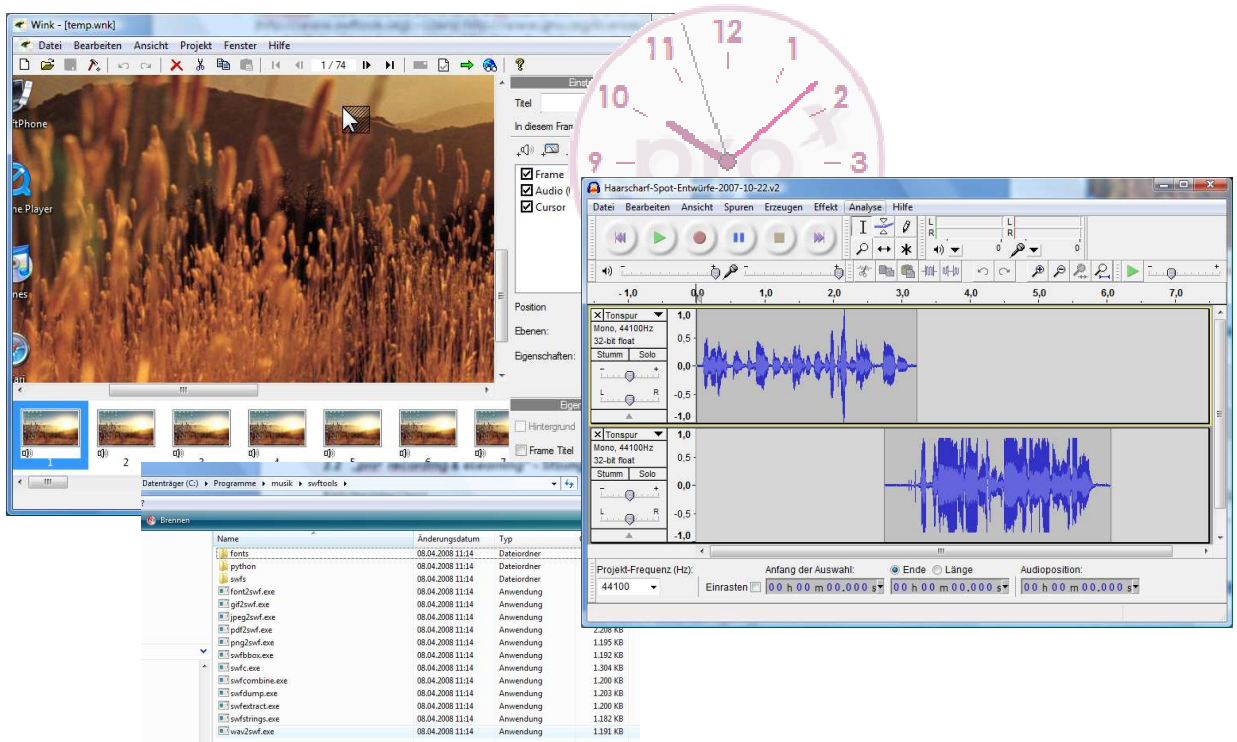 Wink - [temp.wnk]
Datei Bearbeiten Ansicht Projekt Fenster Hilfe
1 / 74
Titel
In diesem Fram
Frame
Audio
Cursor
Position
Ebenen:
Eigenschaften:
Hintergrund
Frame Titel
1 2 3 4 5 6 7
ftPhone
me Player
nes
12
11 1
10 2
9 3
pro
Haarscharf-Spot-Entwürfe-2007-10-22.v2
Datei Bearbeiten Ansicht Spuren Erzeugen Effekt Analyse Hilfe
L L
R R
0 0
- 1,0 0,0 1,0 2,0 3,0 4,0 5,0 6,0 7,0
Tonspur 1,0
Mono, 44100Hz
32-bit float 0,5
Stumm Solo
0,0
L R -0,5
-1,0
Tonspur 1,0
Mono, 44100Hz
32-bit float 0,5
Stumm Solo
0,0
L R -0,5
-1,0
Projekt-Frequenz (Hz): Anfang der Auswahl: Ende Länge Audioposition:
44100 Einrasten 00 h 00 m 00,000 s 00 h 00 m 00,000 s 00 h 00 m 00,000 s
Datenträger (C:) Programme musik swftools
?
Brennen
Name Änderungsdatum Typ
fonts 08.04.2008 11:14 Dateiordner
python 08.04.2008 11:14 Dateiordner
swfs 08.04.2008 11:14 Dateiordner
font2swf.exe 08.04.2008 11:14 Anwendung
gif2swf.exe 08.04.2008 11:14 Anwendung
jpeg2swf.exe 08.04.2008 11:14 Anwendung
pdf2swf.exe 08.04.2008 11:14 Anwendung 2.208 KB
png2swf.exe 08.04.2008 11:14 Anwendung 1.195 KB
swfbbox.exe 08.04.2008 11:14 Anwendung 1.192 KB
swfc.exe 08.04.2008 11:14 Anwendung 1.304 KB
swfcombine.exe 08.04.2008 11:14 Anwendung 1.200 KB
swfdump.exe 08.04.2008 11:14 Anwendung 1.203 KB
swfextract.exe 08.04.2008 11:14 Anwendung 1.200 KB
swfstrings.exe 08.04.2008 11:14 Anwendung 1.182 KB
wav2swf.exe 08.04.2008 11:14 Anwendung 1.191 KB